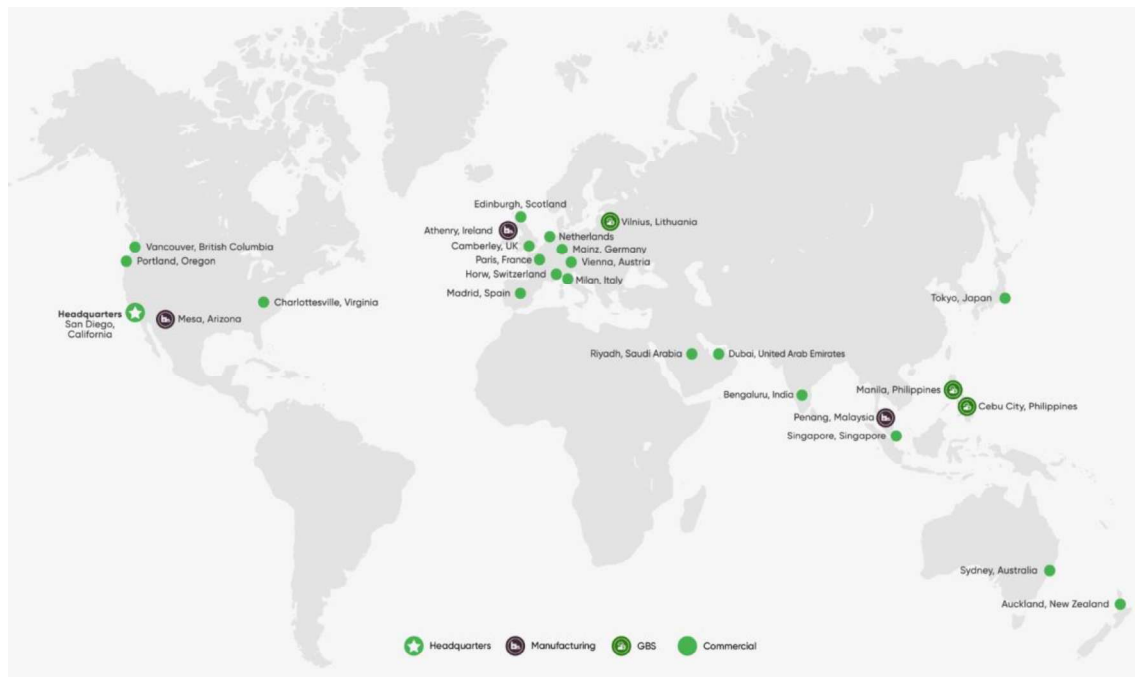 Edinburgh, Scotland
Vilnius, Lithuania
Athenry, Ireland
Netherlands
Vancouver, British Columbia
Camberley, UK
Mainz, Germany
Portland, Oregon
Paris, France
Vienna, Austria
Horw, Switzerland
Milan, Italy
Madrid, Spain
Charlottesville, Virginia
Tokyo, Japan
Headquarters
San Diego,
California
Mesa, Arizona
Riyadh, Saudi Arabia
Dubai, United Arab Emirates
Bengaluru, India
Manila, Philippines
Cebu City, Philippines
Penang, Malaysia
Singapore, Singapore
Sydney, Australia
Auckland, New Zealand
Headquarters
Manufacturing
GBS
Commercial